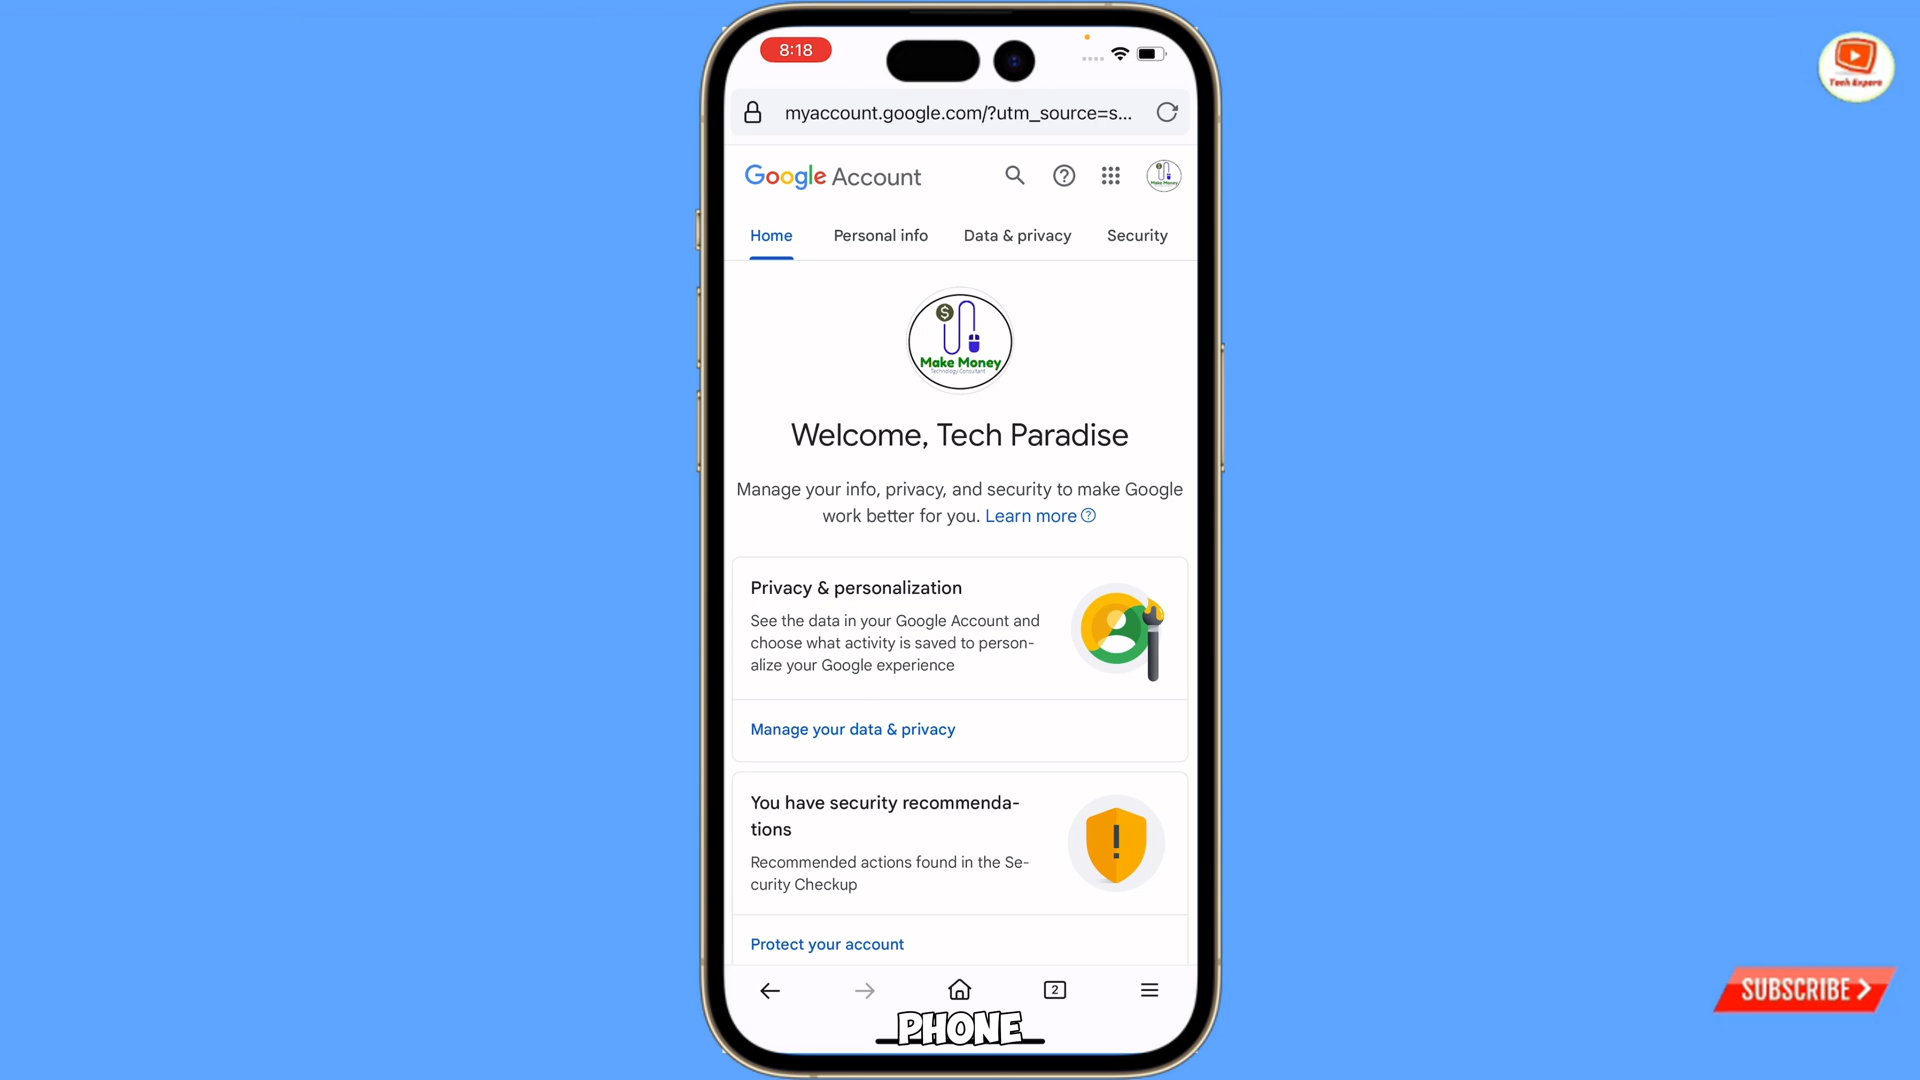 8:18
Tech Expere
myaccount.google.com/?utm_source=s...
Google Account
Home Personal info Data & privacy Security
$
Make Money
Technology Consultant
Welcome, Tech Paradise
Manage your info, privacy, and security to make Google
work better for you. Learn more
Privacy & personalization
See the data in your Google Account and
choose what activity is saved to person-
alize your Google experience
Manage your data & privacy
You have security recommenda-
tions
Recommended actions found in the Se-
curity Checkup
Protect your account
2
SUBSCRIBE
PHONE